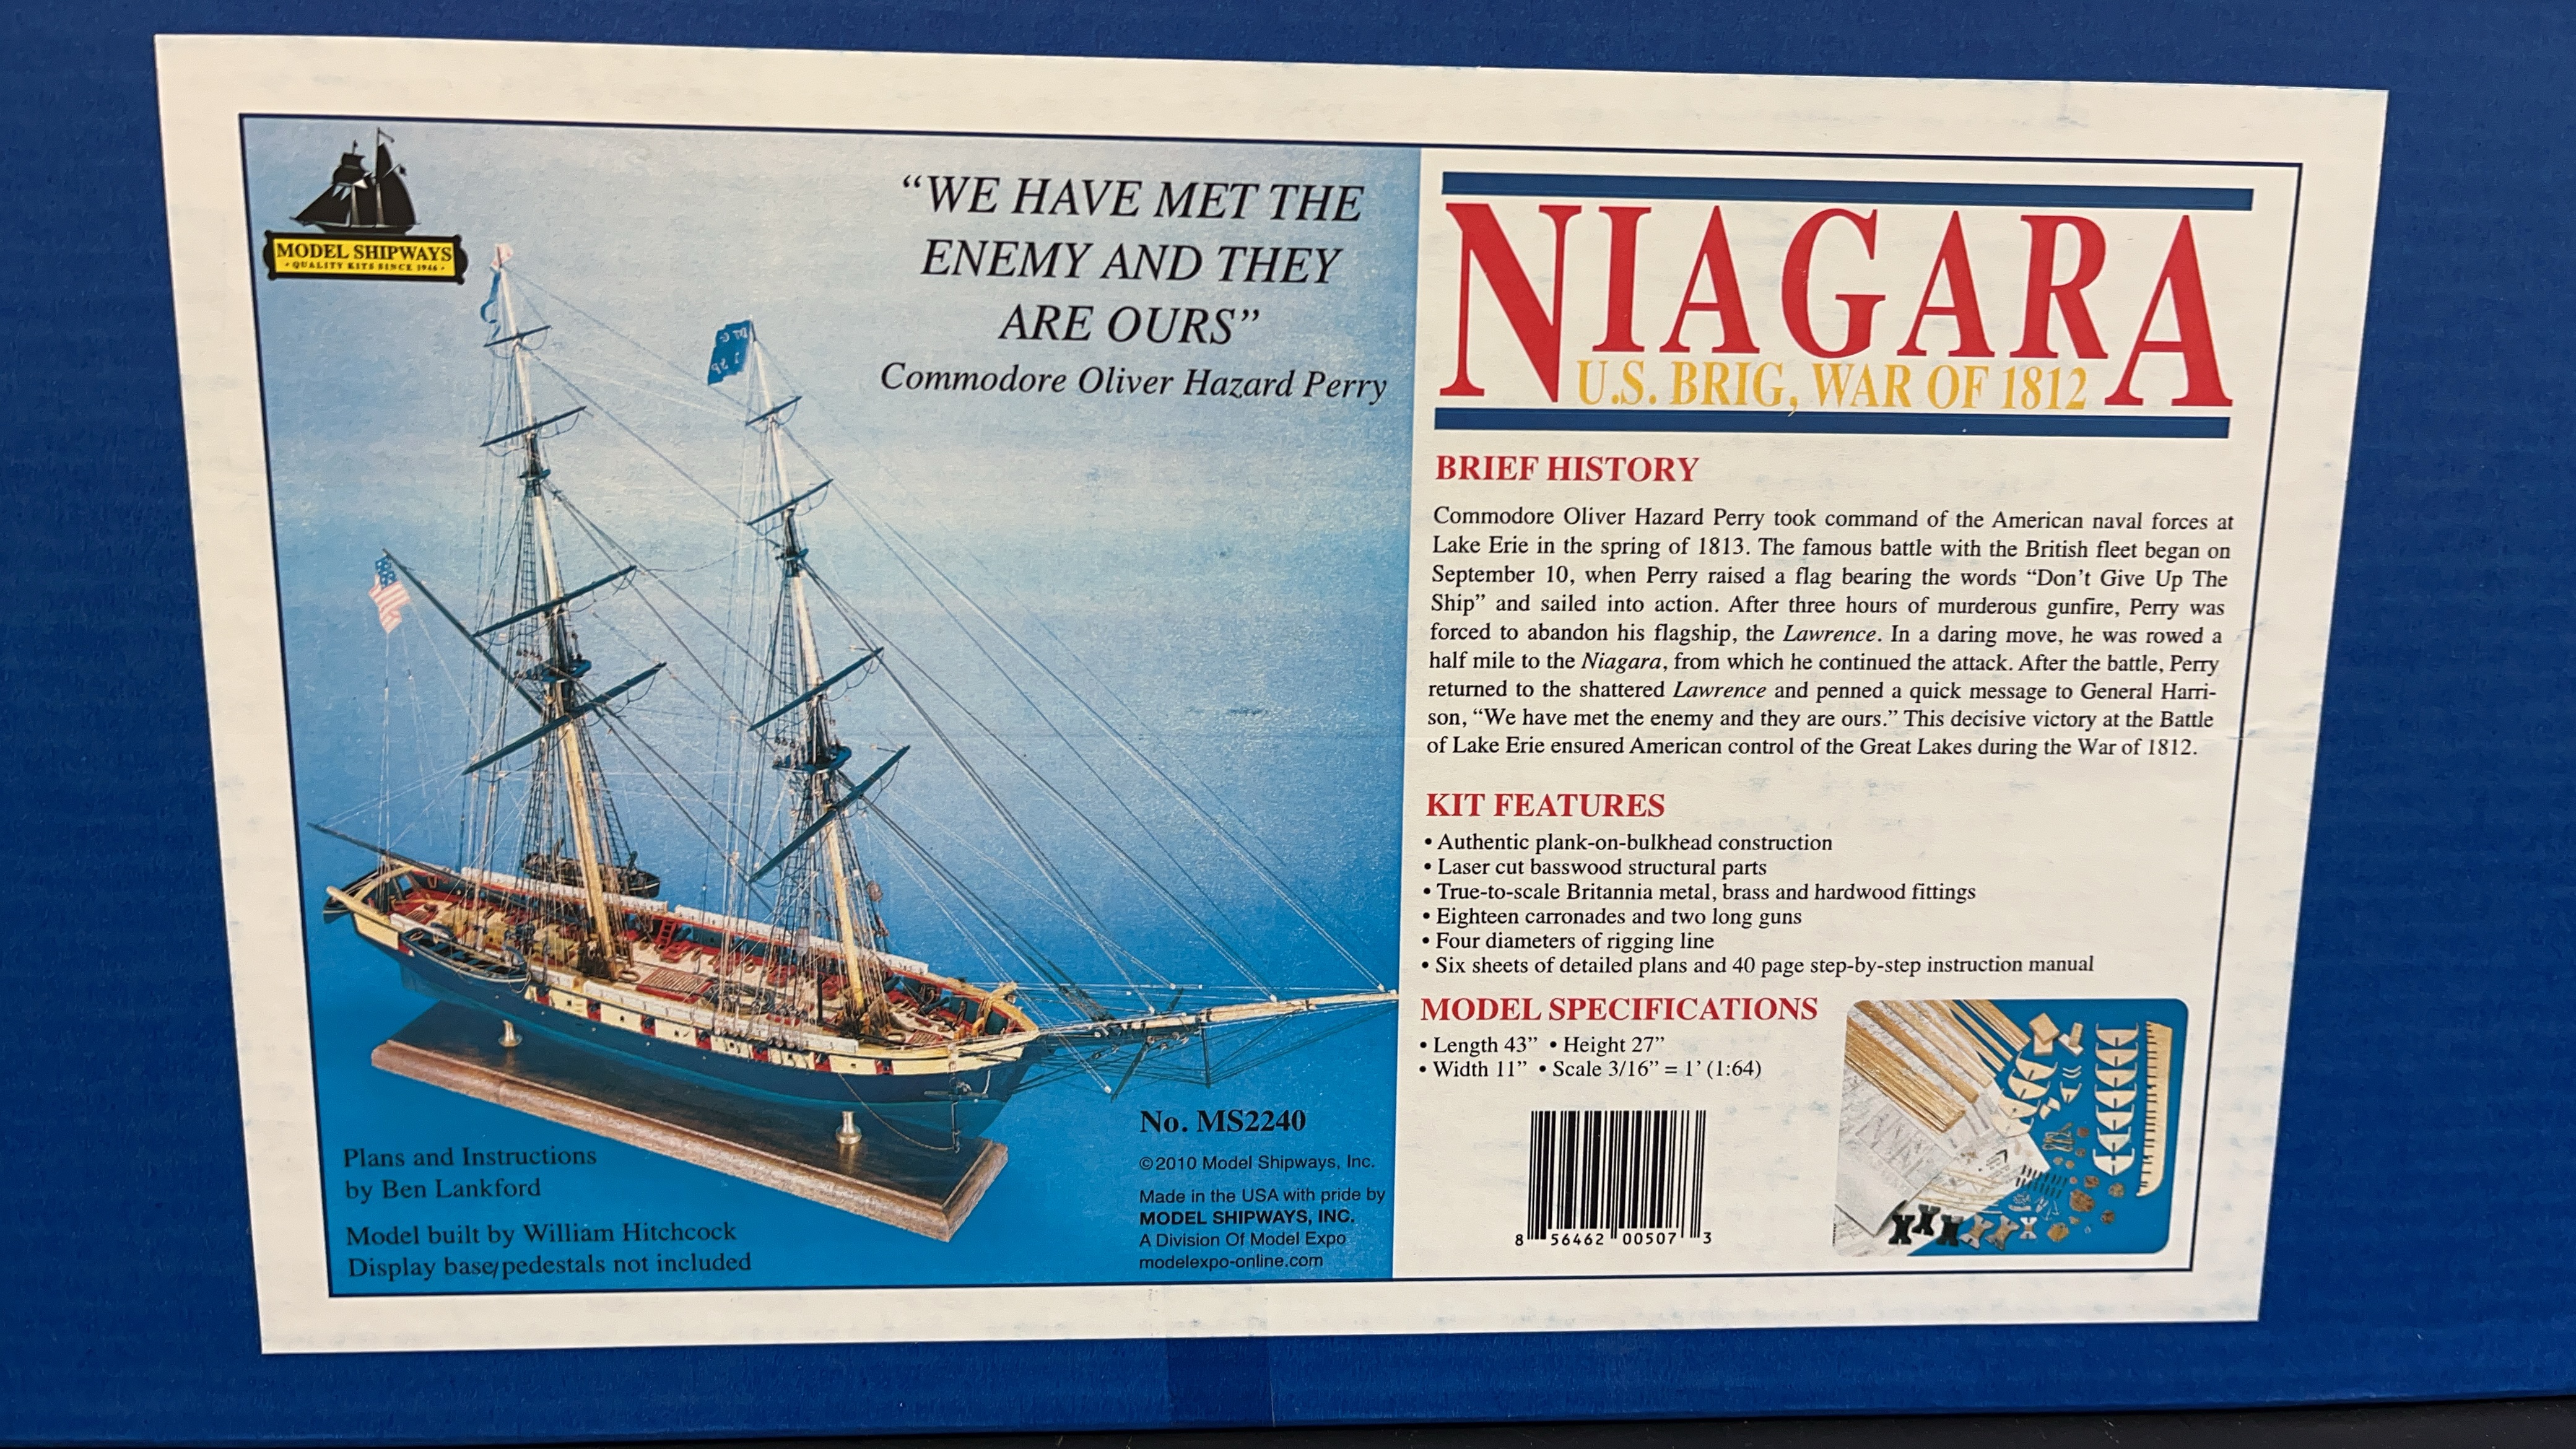 MODEL SHIPWAYS
• QUALITY KITS SINCE 1946 •
“WE HAVE MET THE
ENEMY AND THEY
ARE OURS”
Commodore Oliver Hazard Perry
Plans and Instructions
by Ben Lankford
Model built by William Hitchcock
Display base/pedestals not included
No. MS2240
©2010 Model Shipways, Inc.
Made in the USA with pride by
MODEL SHIPWAYS, INC.
A Division Of Model Expo
modelexpo-online.com
NIAGARA
U.S. BRIG, WAR OF 1812
BRIEF HISTORY
Commodore Oliver Hazard Perry took command of the American naval forces at
Lake Erie in the spring of 1813. The famous battle with the British fleet began on
September 10, when Perry raised a flag bearing the words “Don’t Give Up The
Ship” and sailed into action. After three hours of murderous gunfire, Perry was
forced to abandon his flagship, the Lawrence. In a daring move, he was rowed a
half mile to the Niagara, from which he continued the attack. After the battle, Perry
returned to the shattered Lawrence and penned a quick message to General Harri-
son, “We have met the enemy and they are ours.” This decisive victory at the Battle
of Lake Erie ensured American control of the Great Lakes during the War of 1812.
KIT FEATURES
• Authentic plank-on-bulkhead construction
• Laser cut basswood structural parts
• True-to-scale Britannia metal, brass and hardwood fittings
• Eighteen carronades and two long guns
• Four diameters of rigging line
• Six sheets of detailed plans and 40 page step-by-step instruction manual
MODEL SPECIFICATIONS
• Length 43” • Height 27”
• Width 11” • Scale 3/16” = 1’ (1:64)
8 56462 00507 3